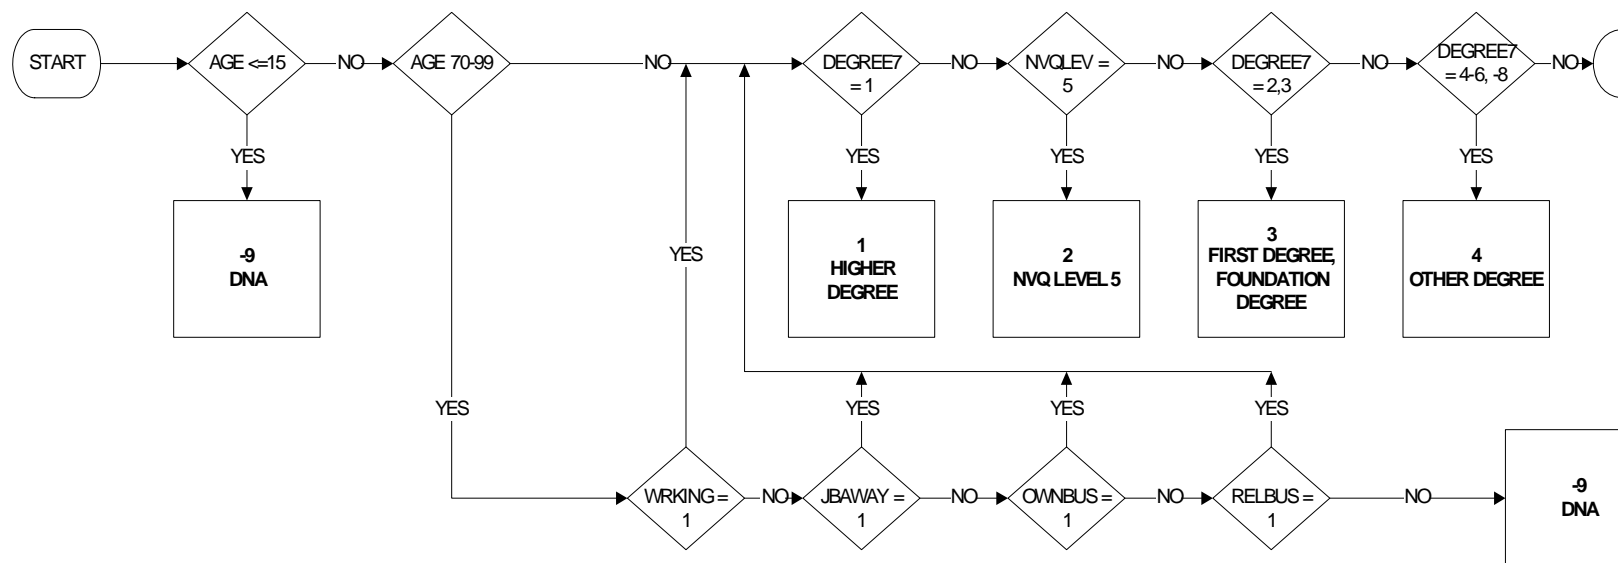 START
AGE <=15
NO
AGE 70-99
NO
DEGREE7
= 1
NO
NVQLEV =
5
NO
DEGREE7
= 2,3
NO
DEGREE7
= 4-6, -8
NO
YES
YES
YES
YES
YES
-9
DNA
1
HIGHER
DEGREE
2
NVQ LEVEL 5
3
FIRST DEGREE,
FOUNDATION
DEGREE
4
OTHER DEGREE
YES
YES
YES
YES
YES
WRKING =
1
NO
JBAWAY =
1
NO
OWNBUS =
1
NO
RELBUS =
1
NO
-9
DNA